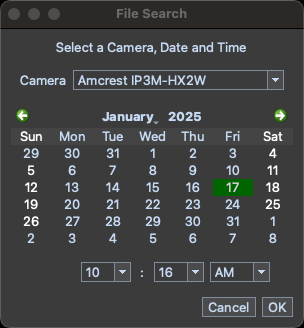 File Search
Select a Camera, Date and Time
Camera Amcrest IP3M-HX2W
January 2025
Sun Mon Tue Wed Thu Fri Sat
29 30 31 1 2 3 4
5 6 7 8 9 10 11
12 13 14 15 16 17 18
19 20 21 22 23 24 25
26 27 28 29 30 31 1
2 3 4 5 6 7 8
10 : 16 AM
Cancel OK